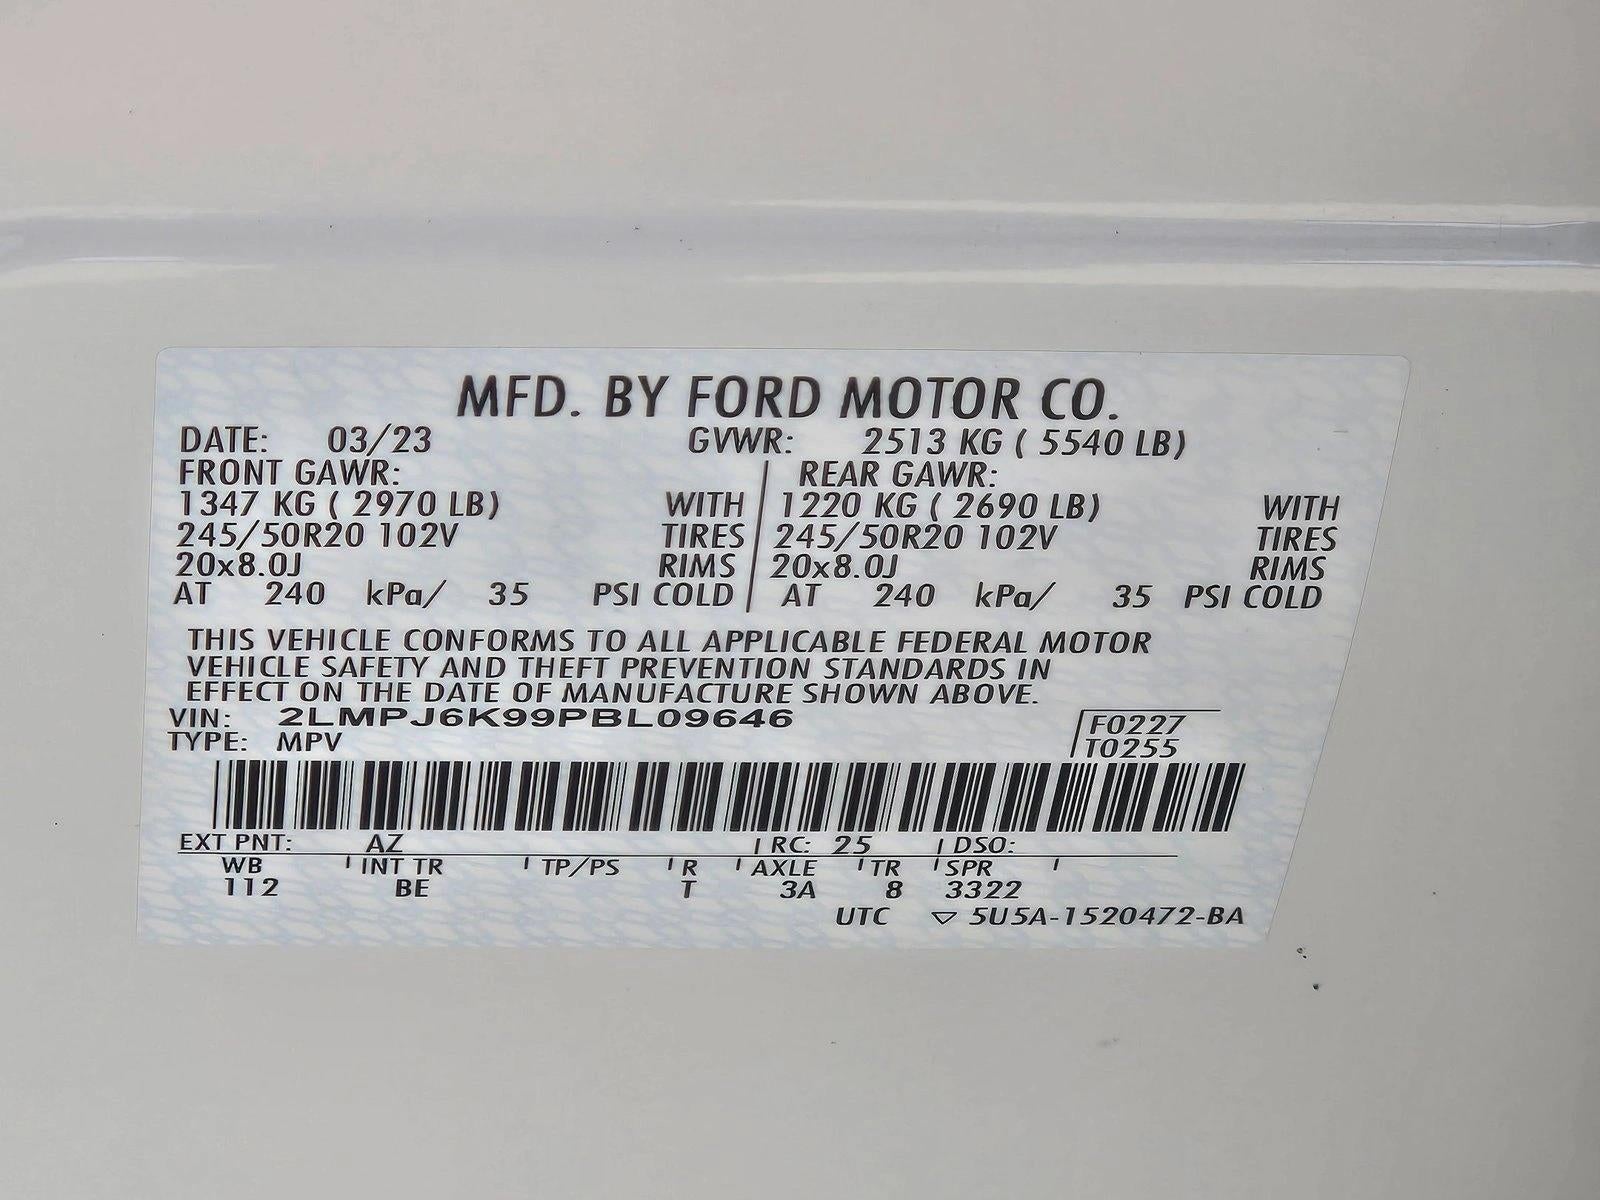 MFD. BY FORD MOTOR CO.
DATE: 03/23 GVWR: 2513 KG ( 5540 LB)
FRONT GAWR: REAR GAWR:
1347 KG ( 2970 LB) WITH 1220 KG ( 2690 LB) WITH
245/50R20 102V TIRES 245/50R20 102V TIRES
20x8.0J RIMS 20x8.0J RIMS
AT 240 kPa/ 35 PSI COLD AT 240 kPa/ 35 PSI COLD
THIS VEHICLE CONFORMS TO ALL APPLICABLE FEDERAL MOTOR
VEHICLE SAFETY AND THEFT PREVENTION STANDARDS IN
EFFECT ON THE DATE OF MANUFACTURE SHOWN ABOVE.
VIN: 2LMPJ6K99PBL09646 F0227
TYPE: MPV T0255
EXT PNT: AZ RC: 25 DSO:
WB INT TR TP/PS R AXLE TR SPR
112 BE T 3A 8 3322
UTC ▽ 5U5A-1520472-BA